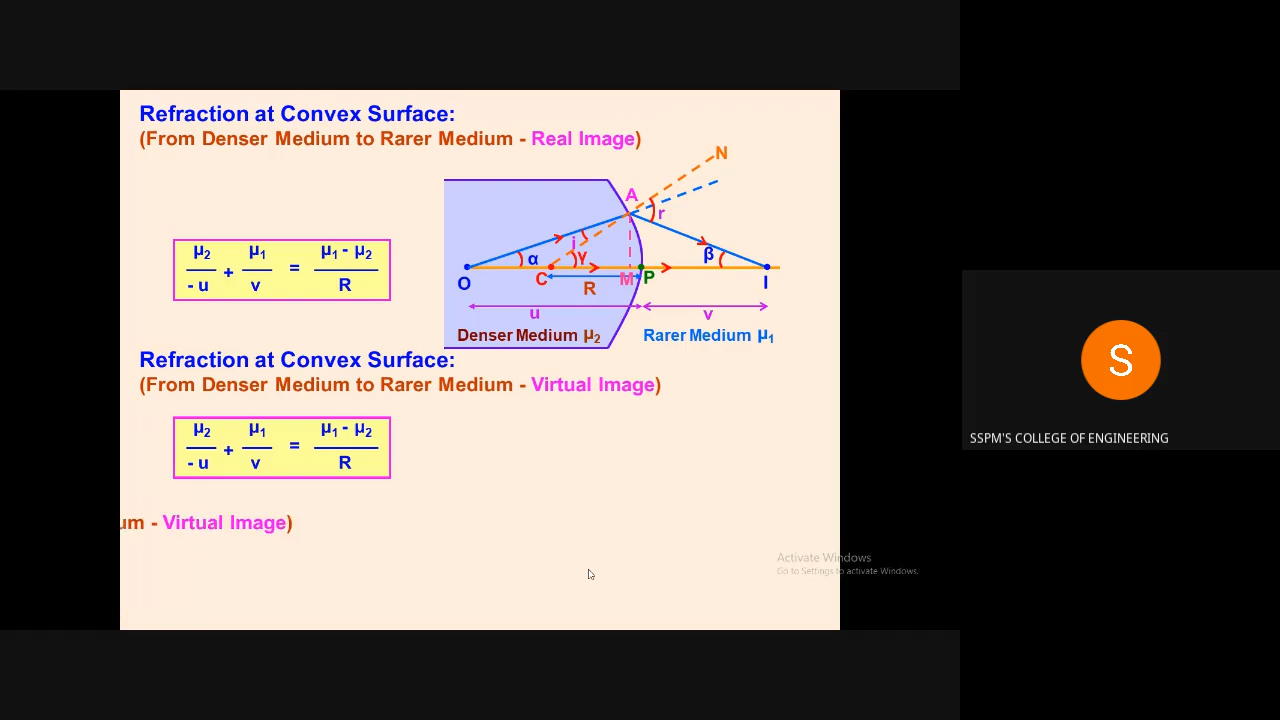 Refraction at Convex Surface:
(From Denser Medium to Rarer Medium - Real Image)
N
A
r
μ₂ μ₁ μ₁ - μ₂
+ =
- u v R
i
α γ β
O C M P I
R
u v
Denser Medium μ₂ Rarer Medium μ₁
Refraction at Convex Surface:
(From Denser Medium to Rarer Medium - Virtual Image)
μ₂ μ₁ μ₁ - μ₂
+ =
- u v R
um - Virtual Image)
Activate Windows
Go to Settings to activate Windows.
S
SSPM'S COLLEGE OF ENGINEERING